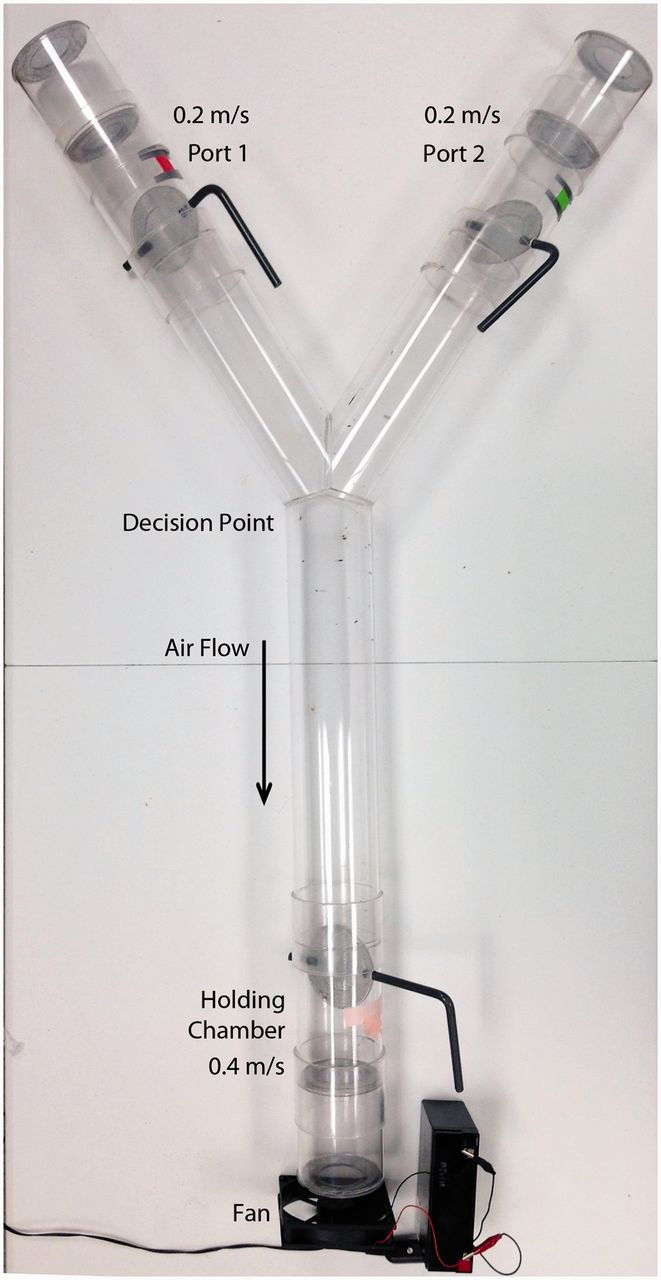 0.2 m/s
Port 1
0.2 m/s
Port 2
Decision Point
Air Flow
Holding
Chamber
0.4 m/s
Fan